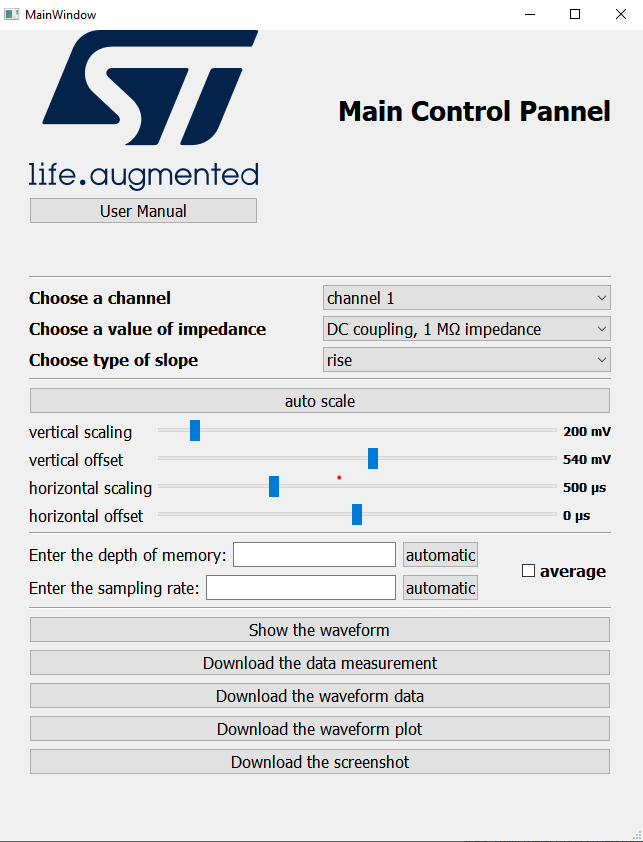 MainWindow
ST
life.augmented
Main Control Pannel
User Manual
Choose a channel channel 1
Choose a value of impedance DC coupling, 1 MΩ impedance
Choose type of slope rise
auto scale
vertical scaling 200 mV
vertical offset 540 mV
horizontal scaling 500 µs
horizontal offset 0 µs
Enter the depth of memory: automatic
average
Enter the sampling rate: automatic
Show the waveform
Download the data measurement
Download the waveform data
Download the waveform plot
Download the screenshot